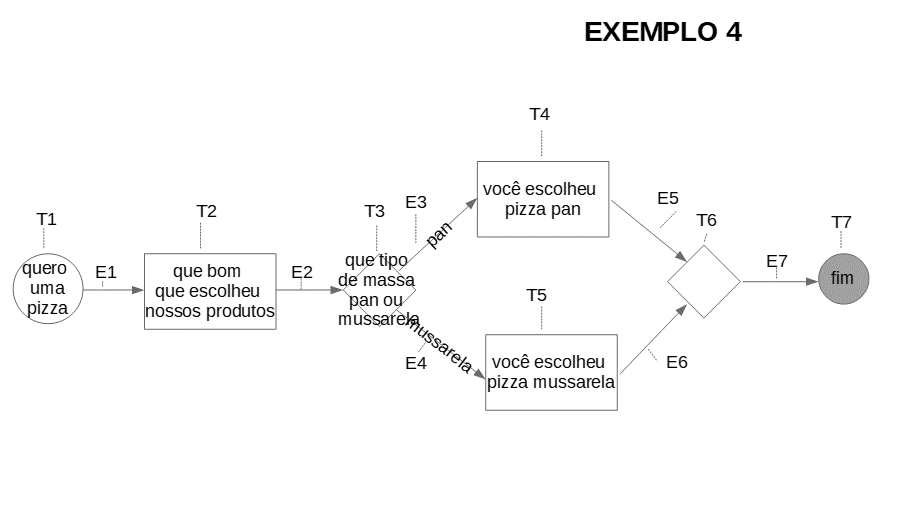 EXEMPLO 4
T1
quero
uma
pizza
E1
T2
que bom
que escolheu
nossos produtos
E2
T3
que tipo
de massa
pan ou
mussarela
E3
pan
E4
mussarela
T4
você escolheu
pizza pan
T5
você escolheu
pizza mussarela
E5
E6
T6
E7
T7
fim